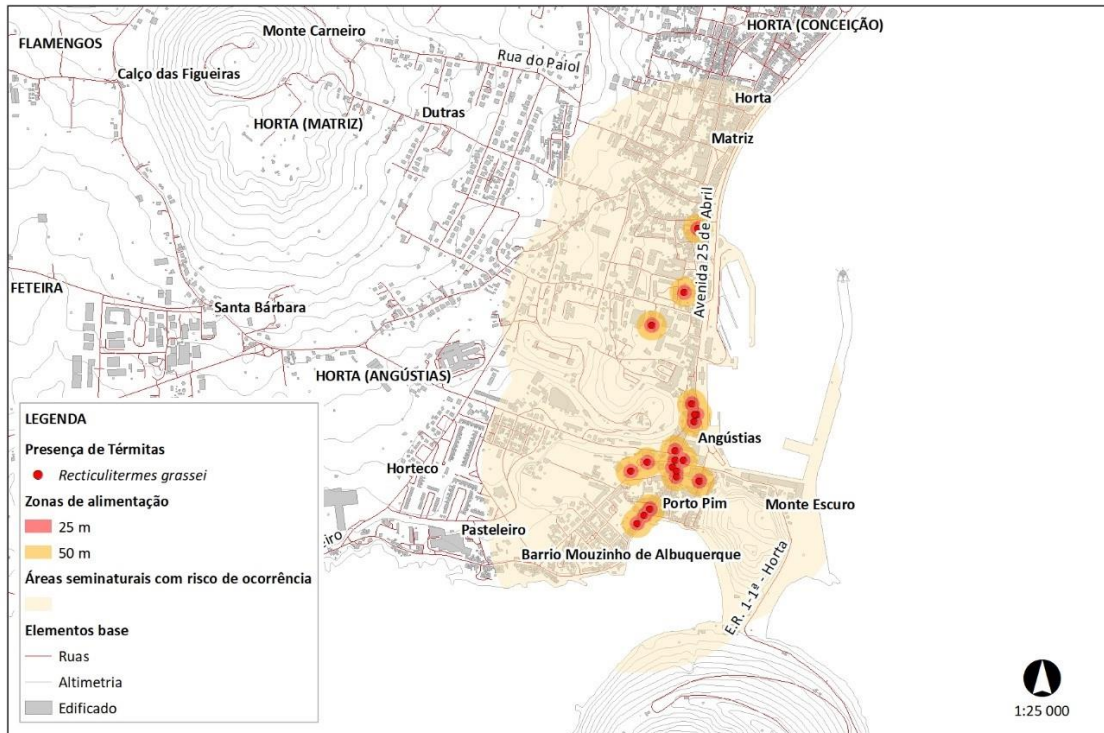 HORTA (CONCEIÇÃO)
Monte Carneiro
FLAMENGOS
Rua do Paiol
Calço das Figueiras
Horta
Dutras
HORTA (MATRIZ)
Matriz
Avenida 25 de Abril
FETEIRA
Santa Bárbara
HORTA (ANGÚSTIAS)
Angústias
Horteco
Porto Pim
Monte Escuro
Pasteleiro
Barrio Mouzinho de Albuquerque
E.R. 1-1ª - Horta
LEGENDA
Presença de Térmitas
Recticulitermes grassei
Zonas de alimentação
25 m
50 m
Áreas seminaturais com risco de ocorrência
Elementos base
Ruas
Altimetria
Edificado
1:25 000